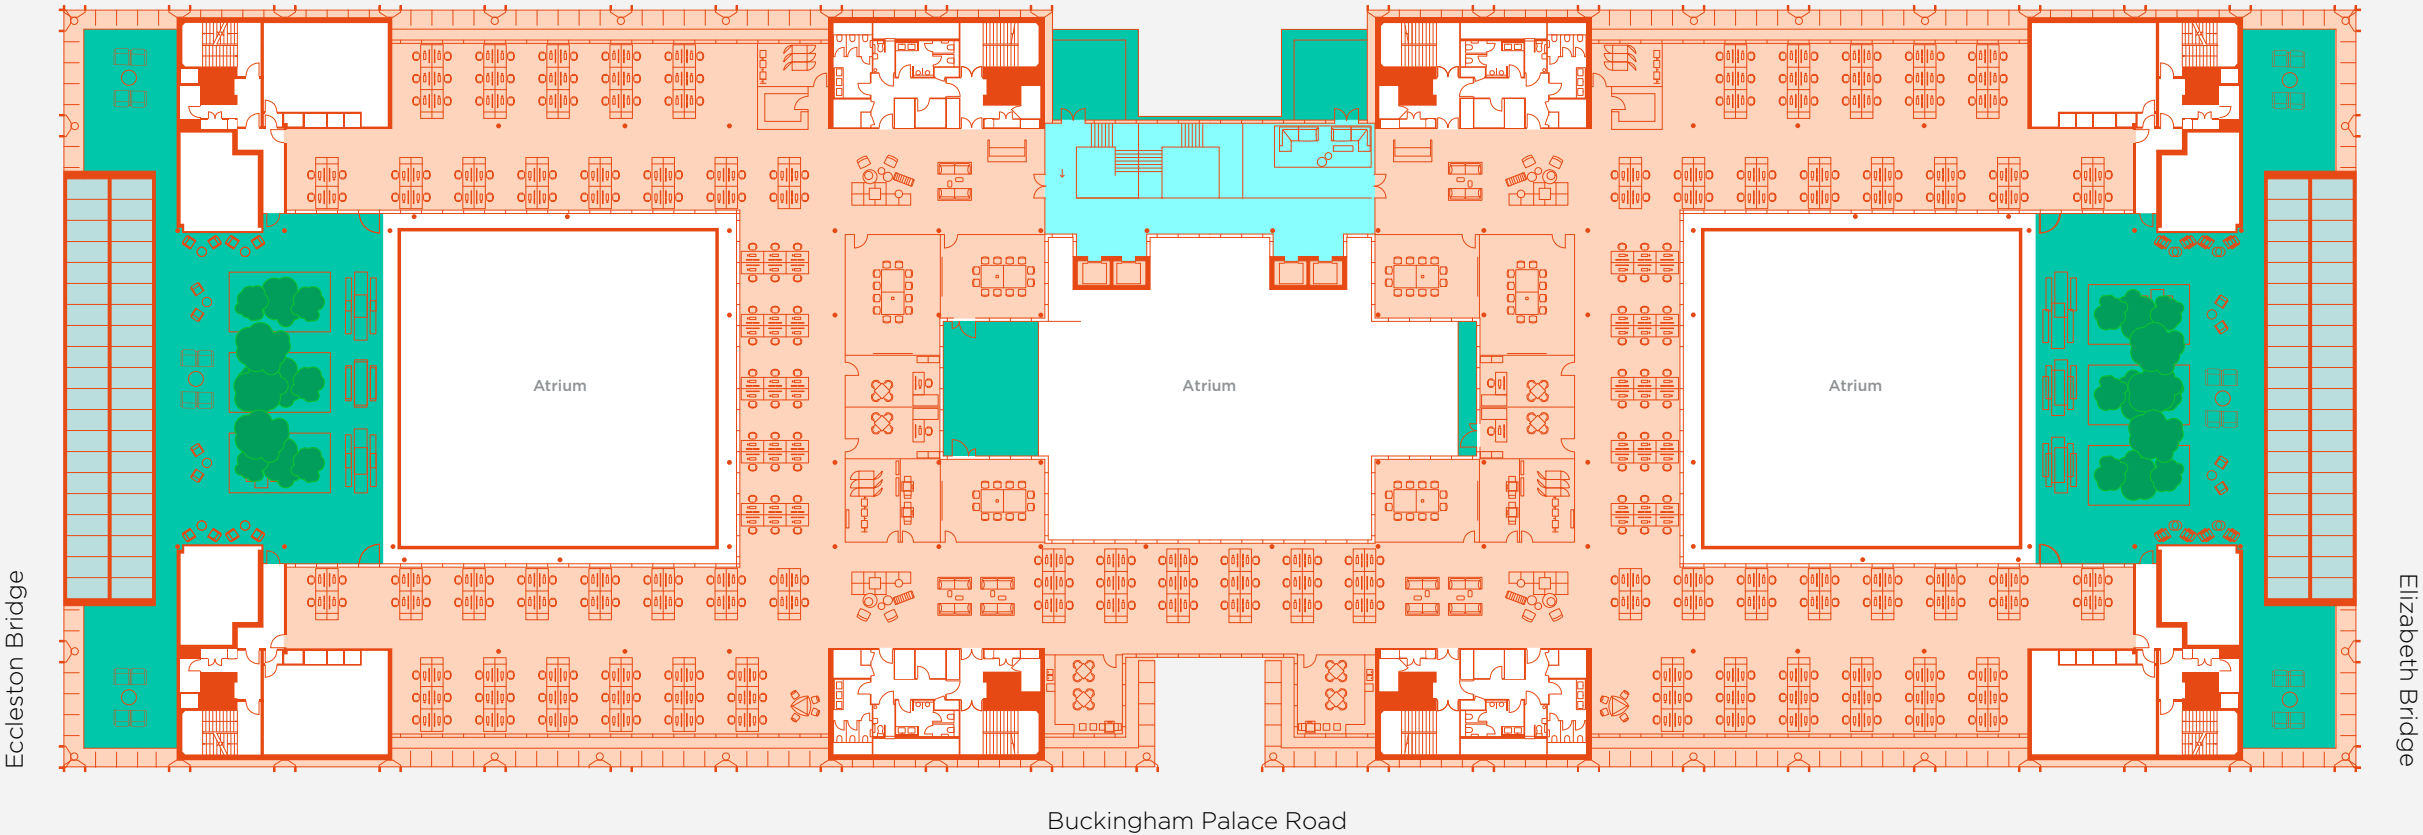 Atrium
Atrium
Atrium
Eccleston Bridge
Elizabeth Bridge
Buckingham Palace Road